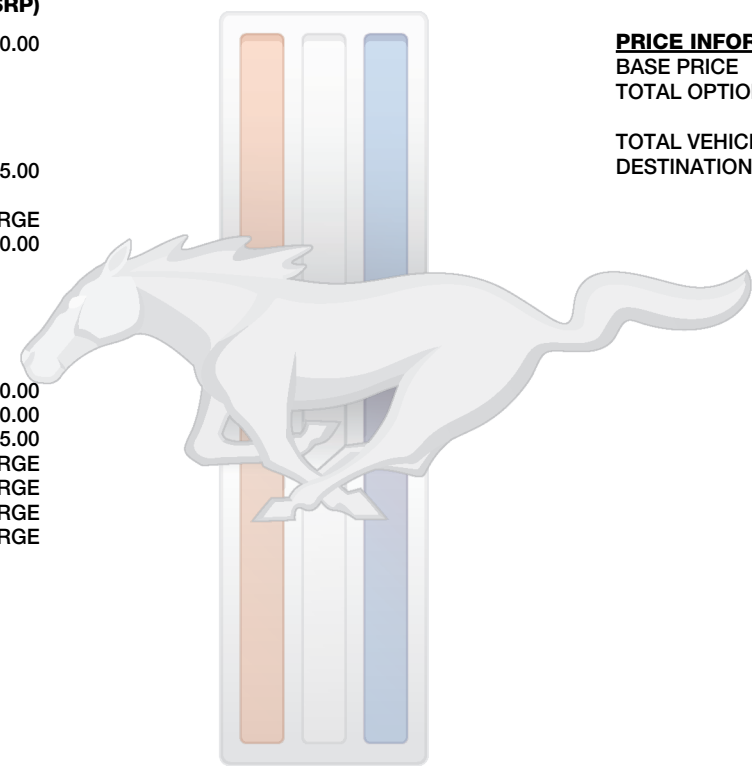 SRP)
0.00
5.00
RGE
0.00
0.00
0.00
5.00
RGE
RGE
RGE
RGE
PRICE INFOR
BASE PRICE
TOTAL OPTIO
TOTAL VEHICL
DESTINATION